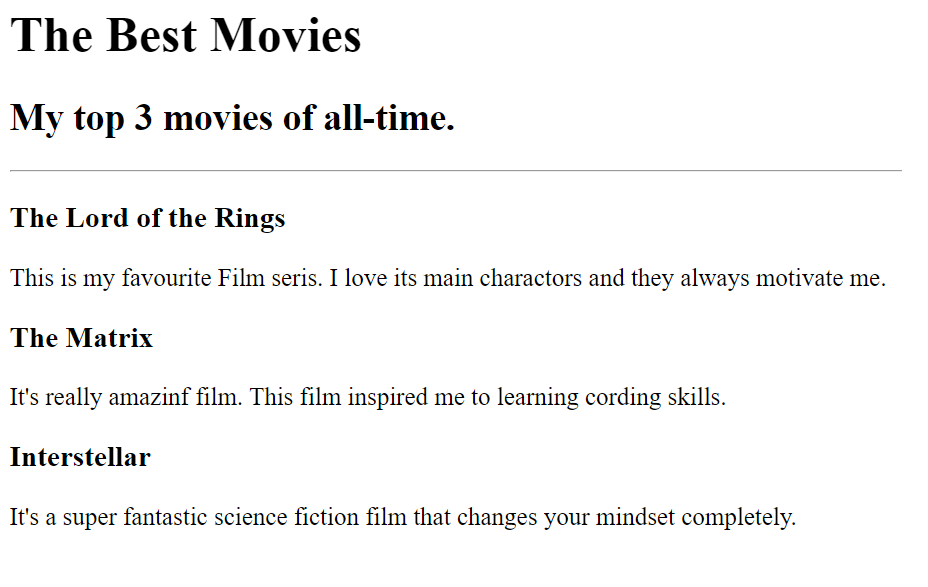 The Best Movies
My top 3 movies of all-time.
The Lord of the Rings
This is my favourite Film seris. I love its main charactors and they always motivate me.
The Matrix
It's really amazinf film. This film inspired me to learning cording skills.
Interstellar
It's a super fantastic science fiction film that changes your mindset completely.